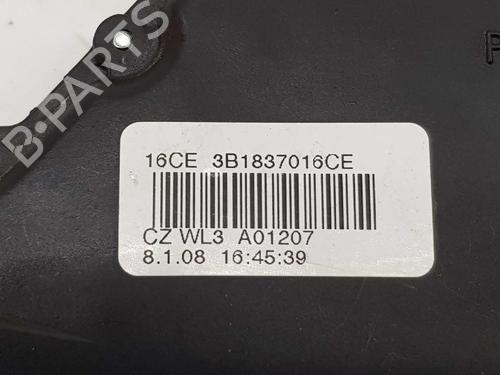 B-PARTS
P
16CE 3B1837016CE
CZ WL3 A01207
8.1.08 16:45:39